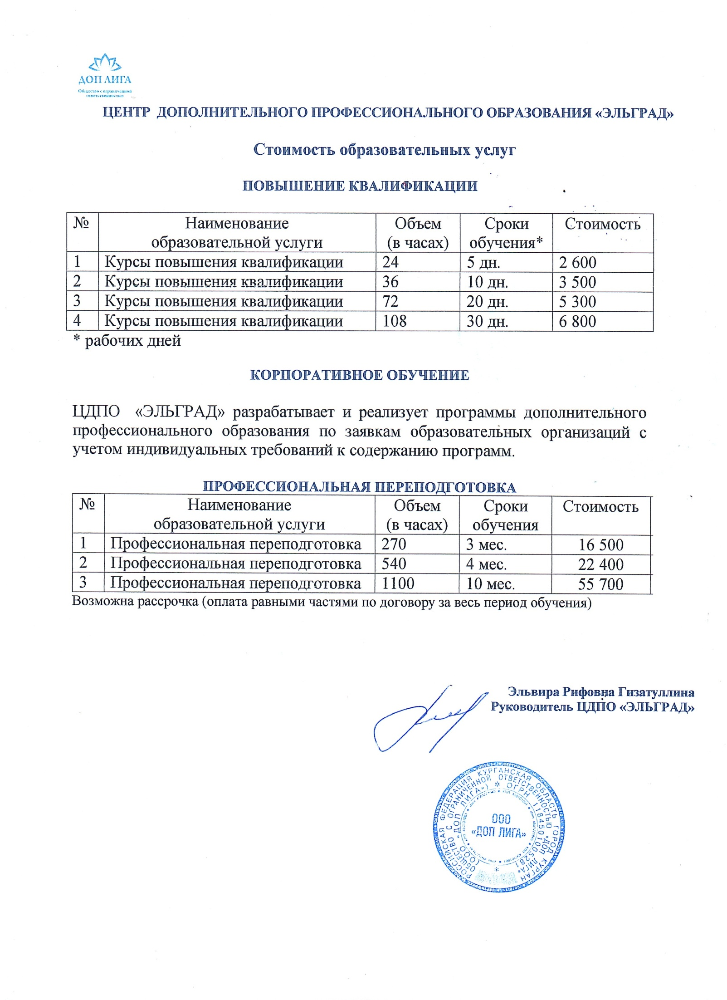 ДОП ЛИГА
Общество с ограниченной
ответственностью
ЦЕНТР ДОПОЛНИТЕЛЬНОГО ПРОФЕССИОНАЛЬНОГО ОБРАЗОВАНИЯ «ЭЛЬГРАД»
Стоимость образовательных услуг
ПОВЫШЕНИЕ КВАЛИФИКАЦИИ
№ Наименование образовательной услуги Объем (в часах) Сроки обучения* Стоимость
1 Курсы повышения квалификации 24 5 дн. 2 600
2 Курсы повышения квалификации 36 10 дн. 3 500
3 Курсы повышения квалификации 72 20 дн. 5 300
4 Курсы повышения квалификации 108 30 дн. 6 800
* рабочих дней
КОРПОРАТИВНОЕ ОБУЧЕНИЕ
ЦДПО «ЭЛЬГРАД» разрабатывает и реализует программы дополнительного
профессионального образования по заявкам образовательных организаций с
учетом индивидуальных требований к содержанию программ.
ПРОФЕССИОНАЛЬНАЯ ПЕРЕПОДГОТОВКА
№ Наименование образовательной услуги Объем (в часах) Сроки обучения Стоимость
1 Профессиональная переподготовка 270 3 мес. 16 500
2 Профессиональная переподготовка 540 4 мес. 22 400
3 Профессиональная переподготовка 1100 10 мес. 55 700
Возможна рассрочка (оплата равными частями по договору за весь период обучения)
Эльвира Рифовна Гизатуллина
Руководитель ЦДПО «ЭЛЬГРАД»
РОССИЙСКАЯ ФЕДЕРАЦИЯ КУРГАНСКАЯ ОБЛАСТЬ ГОРОД КУРГАН
ОБЩЕСТВО С ОГРАНИЧЕННОЙ ОТВЕТСТВЕННОСТЬЮ "ДОП ЛИГА"
(ООО "ДОП ЛИГА") * ОГРН 1184501005281 *
ООО
«ДОП ЛИГА»